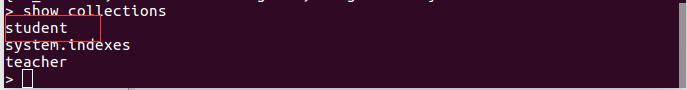 > show collections
student
system.indexes
teacher
>